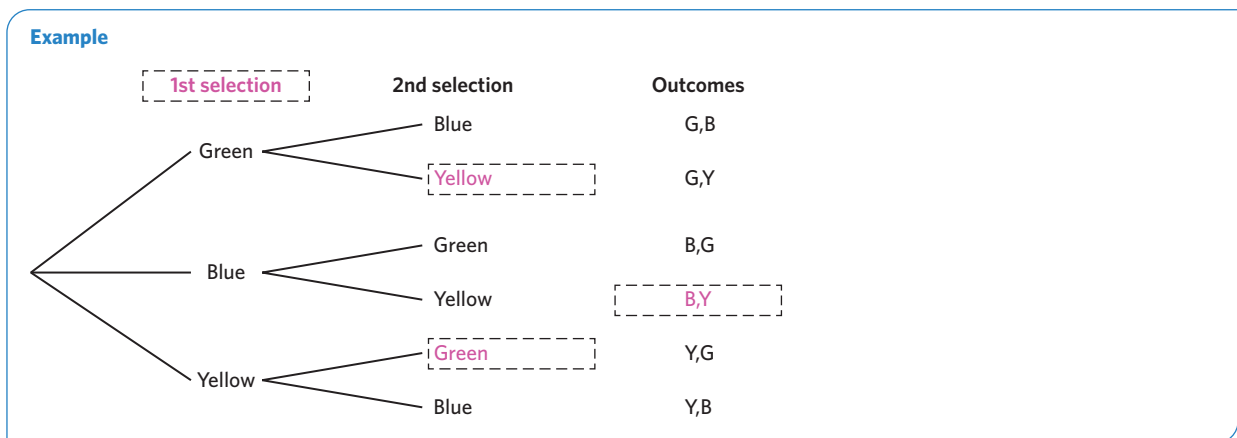 Example
1st selection 2nd selection Outcomes
Blue G,B
Green
Yellow G,Y
Green B,G
Blue
Yellow B,Y
Green Y,G
Yellow
Blue Y,B